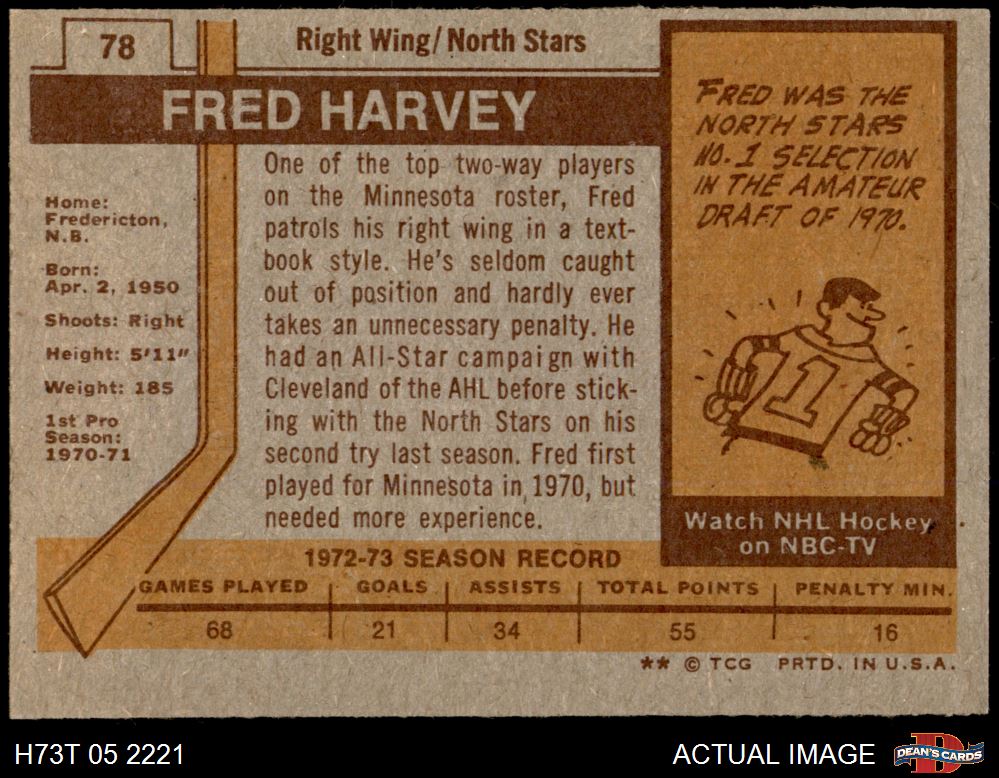 78
Right Wing/North Stars
FRED HARVEY
Home:
Fredericton,
N.B.
Born:
Apr. 2, 1950
Shoots: Right
Height: 5'11"
Weight: 185
1st Pro
Season:
1970-71
One of the top two-way players
on the Minnesota roster, Fred
patrols his right wing in a text-
book style. He's seldom caught
out of position and hardly ever
takes an unnecessary penalty. He
had an All-Star campaign with
Cleveland of the AHL before stick-
ing with the North Stars on his
second try last season. Fred first
played for Minnesota in 1970, but
needed more experience.
FRED WAS THE
NORTH STARS
NO. 1 SELECTION
IN THE AMATEUR
DRAFT OF 1970.
1
Watch NHL Hockey
on NBC-TV
1972-73 SEASON RECORD
GAMES PLAYED GOALS ASSISTS TOTAL POINTS PENALTY MIN.
68 21 34 55 16
** © TCG PRTD. IN U.S.A.
H73T 05 2221
ACTUAL IMAGE
D
DEAN'S CARDS